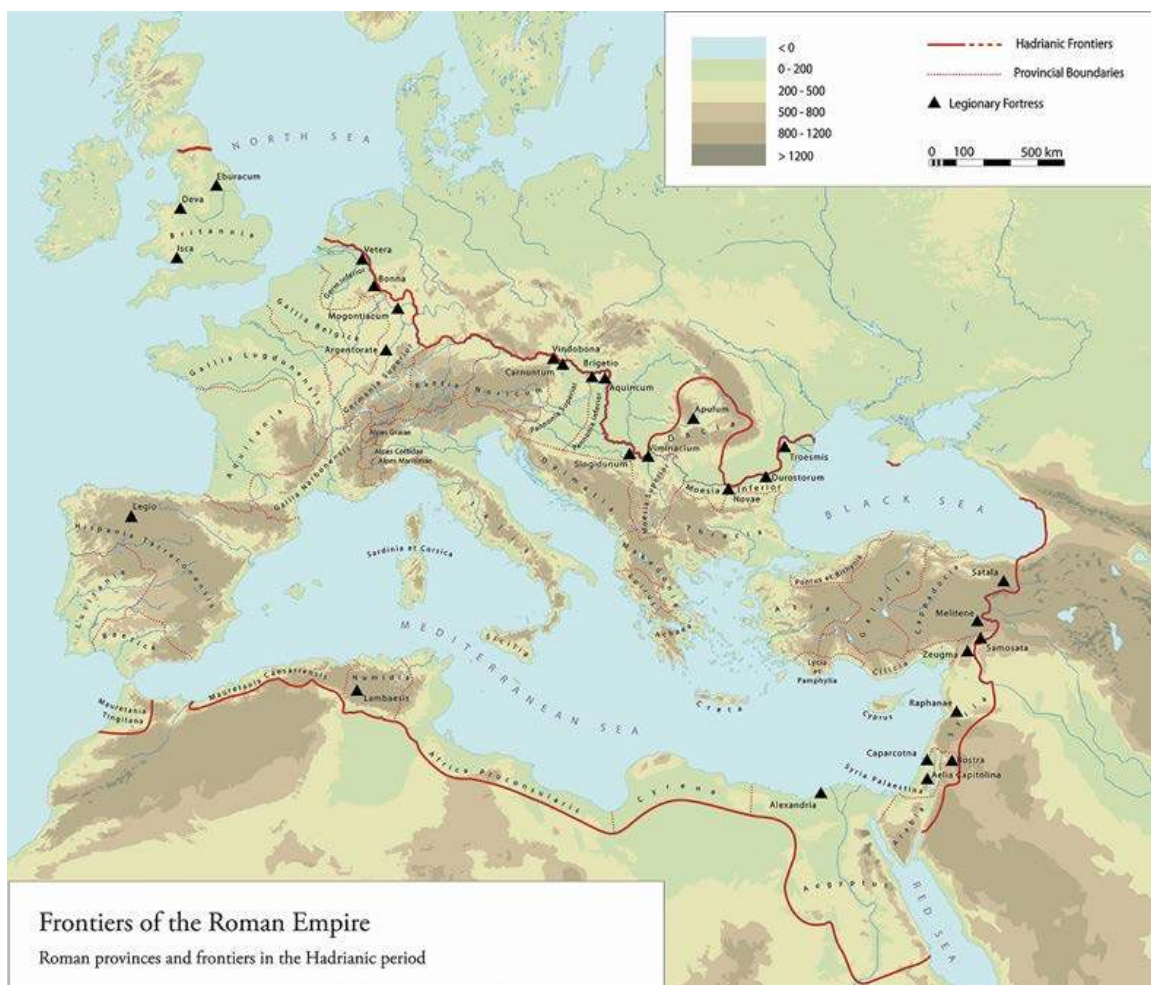 < 0
0 - 200
200 - 500
500 - 800
800 - 1200
> 1200
Hadrianic Frontiers
Provincial Boundaries
Legionary Fortress
0 100 500 km
NORTH SEA
Eburacum
Deva
Britannia
Isca
Vetera
Germ.Inferior
Bonna
Mogontiacum
Gallia Belgica
Argentorate
Gallia Lugdunensis
Germania Superior
Raetia
Noricum
Vindobona
Carnuntum
Brigetio
Aquincum
Pannonia Superior
Pannonia Inferior
Apulum
Dacia
Aquitania
Alpes Graiae
Alpes Cottidae
Alpes Maritimae
Gallia Narbonensis
Singidunum
Viminacium
Troesmis
Durostorum
Moesia Inferior
Novae
Moesia Superior
Dalmatia
Italia
Thracia
BLACK SEA
Legio
Hispania Tarraconensis
Lusitania
Baetica
Sardinia et Corsica
Macedonia
Epirus
Achaea
Sicilia
Pontus et Bithynia
Asia
Galatia
Cappadocia
Satala
Melitene
Samosata
Zeugma
Lycia
et
Pamphylia
Cilicia
MEDITERRANEAN SEA
Mauretania Caesarensis
Numidia
Lambaesis
Mauretania
Tingitana
Creta
Cyprus
Raphanae
Syria
Caparcotna
Bostra
Syria Palaestina
Aelia Capitolina
Africa Proconsularis
Cyrene
Alexandria
Arabia
Aegyptus
RED SEA
Frontiers of the Roman Empire
Roman provinces and frontiers in the Hadrianic period